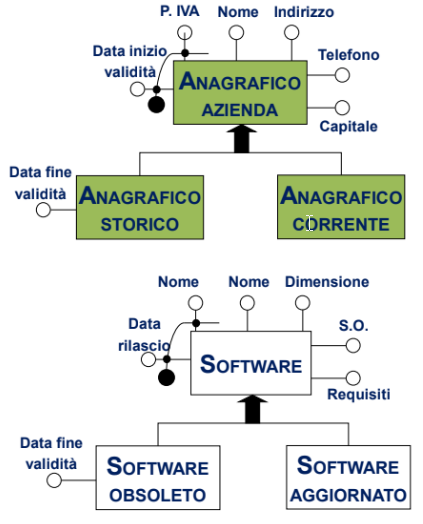 P. IVA
Nome
Indirizzo
Data inizio
validità
Telefono
ANAGRAFICO
AZIENDA
Capitale
Data fine
validità
ANAGRAFICO
STORICO
ANAGRAFICO
CORRENTE
Nome
Nome
Dimensione
Data
rilascio
S.O.
SOFTWARE
Requisiti
Data fine
validità
SOFTWARE
OBSOLETO
SOFTWARE
AGGIORNATO